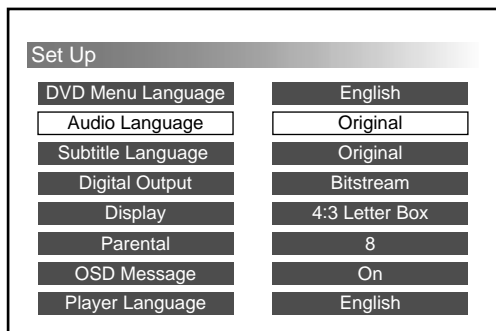 Set Up
DVD Menu Language English
Audio Language Original
Subtitle Language Original
Digital Output Bitstream
Display 4:3 Letter Box
Parental 8
OSD Message On
Player Language English